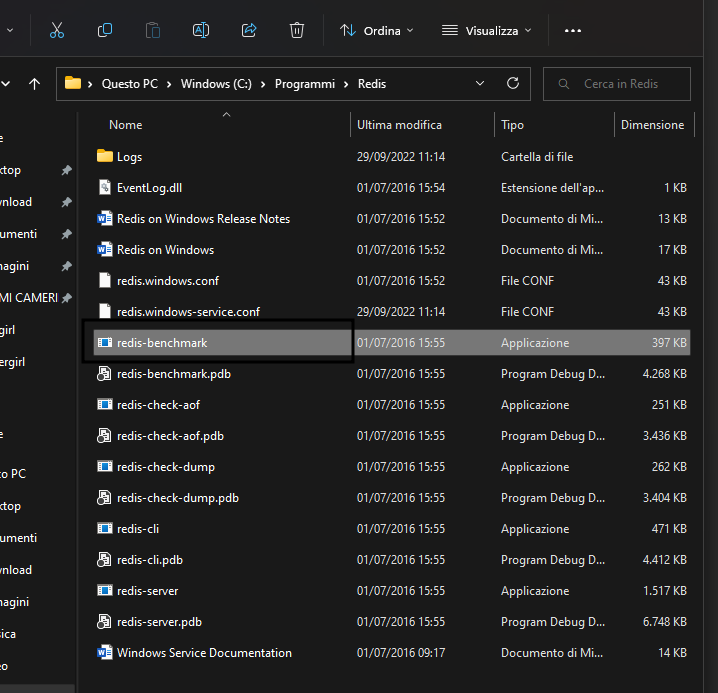 Ordina
Visualizza
Questo PC > Windows (C:) > Programmi > Redis
Cerca in Redis
Nome Ultima modifica Tipo Dimensione
Logs 29/09/2022 11:14 Cartella di file
EventLog.dll 01/07/2016 15:54 Estensione dell'ap... 1 KB
Redis on Windows Release Notes 01/07/2016 15:52 Documento di Mi... 13 KB
Redis on Windows 01/07/2016 15:52 Documento di Mi... 17 KB
redis.windows.conf 01/07/2016 15:52 File CONF 43 KB
redis.windows-service.conf 29/09/2022 11:14 File CONF 43 KB
redis-benchmark 01/07/2016 15:55 Applicazione 397 KB
redis-benchmark.pdb 01/07/2016 15:55 Program Debug D... 4.268 KB
redis-check-aof 01/07/2016 15:55 Applicazione 251 KB
redis-check-aof.pdb 01/07/2016 15:55 Program Debug D... 3.436 KB
redis-check-dump 01/07/2016 15:55 Applicazione 262 KB
redis-check-dump.pdb 01/07/2016 15:55 Program Debug D... 3.404 KB
redis-cli 01/07/2016 15:55 Applicazione 471 KB
redis-cli.pdb 01/07/2016 15:55 Program Debug D... 4.412 KB
redis-server 01/07/2016 15:55 Applicazione 1.517 KB
redis-server.pdb 01/07/2016 15:55 Program Debug D... 6.748 KB
Windows Service Documentation 01/07/2016 09:17 Documento di Mi... 14 KB
e
ktop
wnload
umenti
magini
MI CAMERI
girl
ergirl
e
to PC
ktop
umenti
wnload
magini
sica
eo